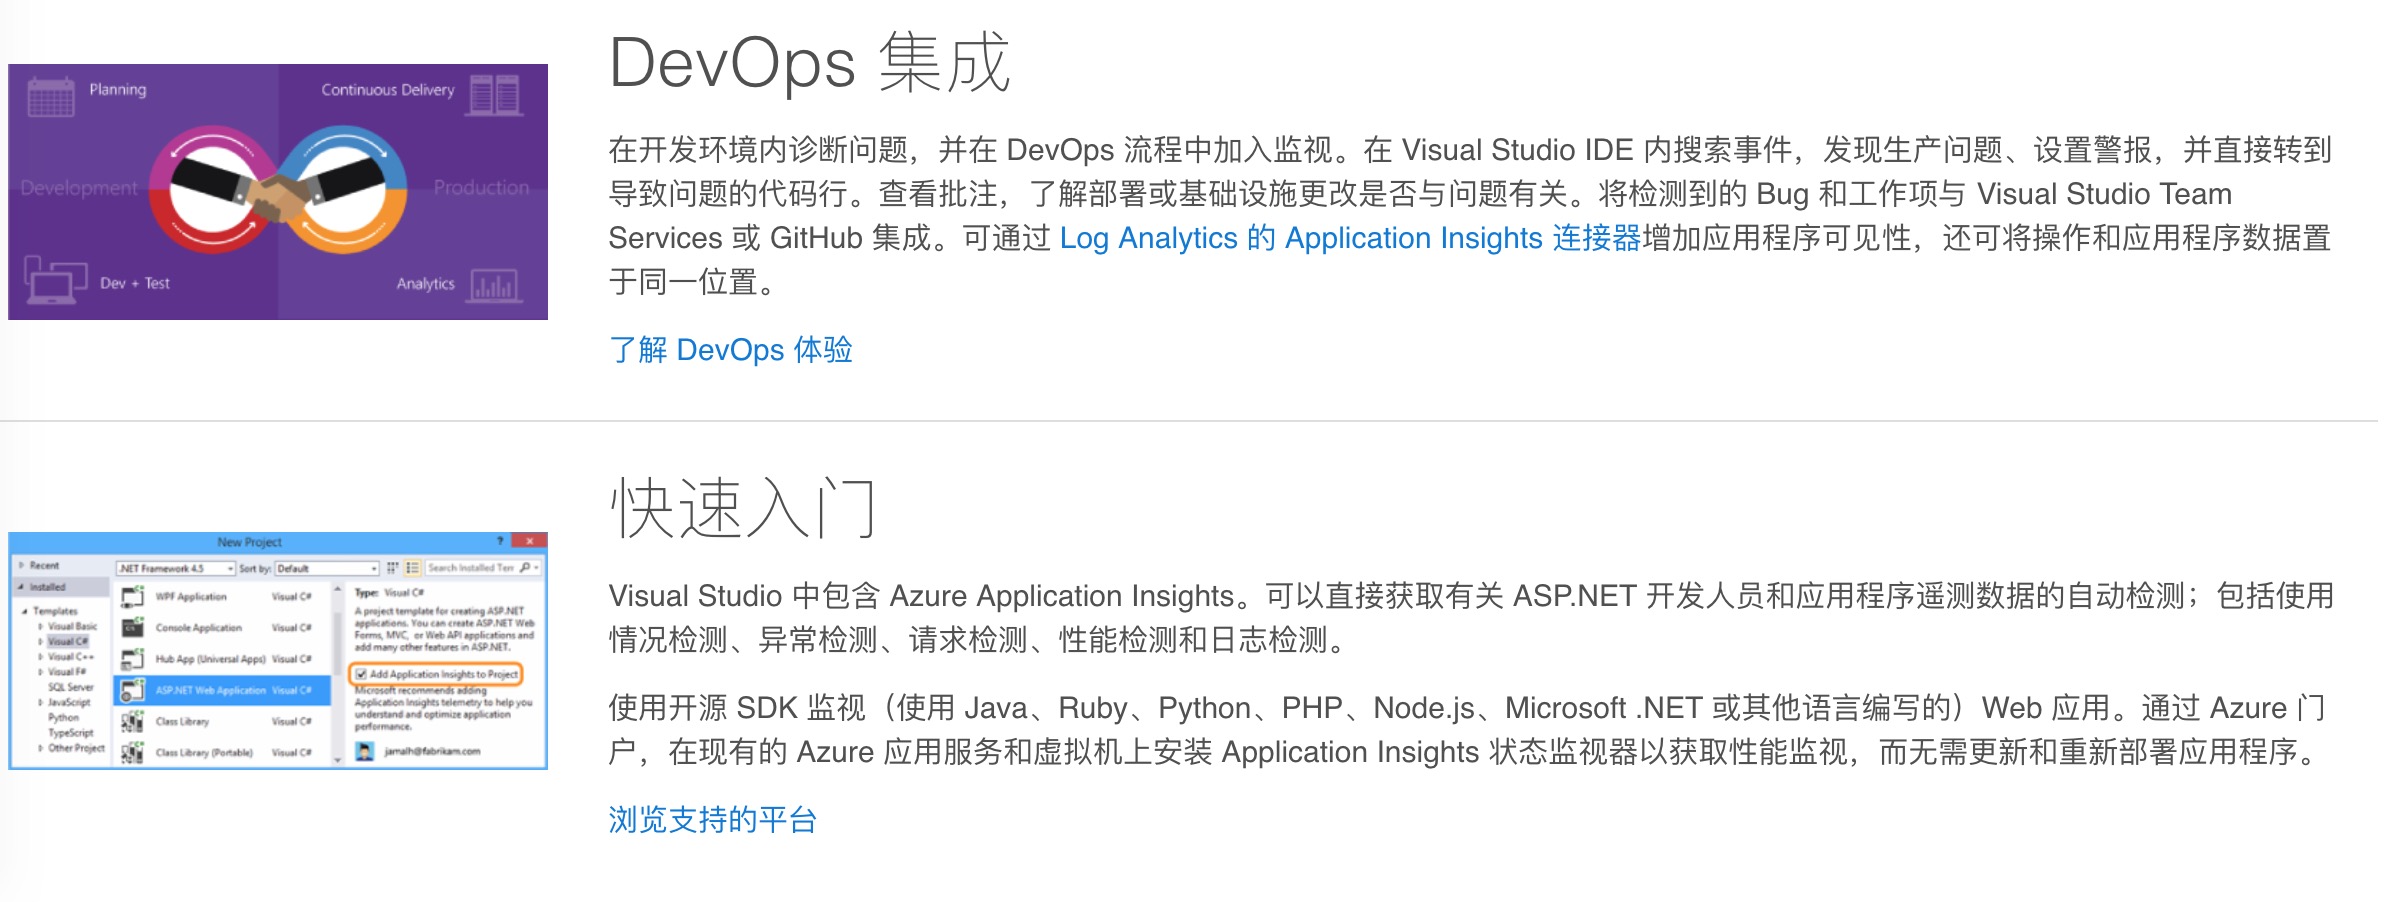 DevOps 集成
Planning
Continuous Delivery
Development
Production
Dev + Test
Analytics
在开发环境内诊断问题，并在 DevOps 流程中加入监视。在 Visual Studio IDE 内搜索事件，发现生产问题、设置警报，并直接转到
导致问题的代码行。查看批注，了解部署或基础设施更改是否与问题有关。将检测到的 Bug 和工作项与 Visual Studio Team
Services 或 GitHub 集成。可通过 Log Analytics 的 Application Insights 连接器增加应用程序可见性，还可将操作和应用程序数据置
于同一位置。
了解 DevOps 体验
快速入门
New Project
?
Recent
.NET Framework 4.5
Sort by: Default
Search Installed Tem
Installed
Templates
Visual Basic
Visual C#
Visual C++
Visual F#
SQL Server
JavaScript
Python
TypeScript
Other Project
WPF Application Visual C#
Console Application Visual C#
Hub App (Universal Apps) Visual C#
ASP.NET Web Application Visual C#
Class Library Visual C#
Class Library (Portable) Visual C#
Type: Visual C#
A project template for creating ASP.NET
applications. You can create ASP.NET Web
Forms, MVC, or Web API applications and
add many other features in ASP.NET.
Add Application Insights to Project
Microsoft recommends adding
Application Insights telemetry to help you
understand and optimize application
performance.
jamalh@fabrikam.com
Visual Studio 中包含 Azure Application Insights。可以直接获取有关 ASP.NET 开发人员和应用程序遥测数据的自动检测；包括使用
情况检测、异常检测、请求检测、性能检测和日志检测。
使用开源 SDK 监视（使用 Java、Ruby、Python、PHP、Node.js、Microsoft .NET 或其他语言编写的）Web 应用。通过 Azure 门
户，在现有的 Azure 应用服务和虚拟机上安装 Application Insights 状态监视器以获取性能监视，而无需更新和重新部署应用程序。
浏览支持的平台